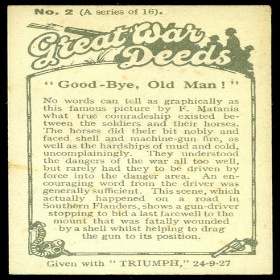 No. 2 (A series of 16).
Great War
Deeds
"Good-Bye, Old Man!"
No words can tell as graphically as
this famous picture by F. Matania
what true comradeship existed be-
tween the soldiers and their horses.
The horses did their bit nobly and
faced shell and machine-gun fire, as
well as the hardships of mud and cold,
uncomplainingly. They understood
the dangers of the war all too well,
but rarely had they to be driven by
force into the danger area. An en-
couraging word from the driver was
generally sufficient. This scene, which
actually happened on a road in
Southern Flanders, shows a gun-driver
stopping to bid a last farewell to the
mount that was fatally wounded
by a shell whilst helping to drag
the gun to its position.
Given with "TRIUMPH," 24-9-27